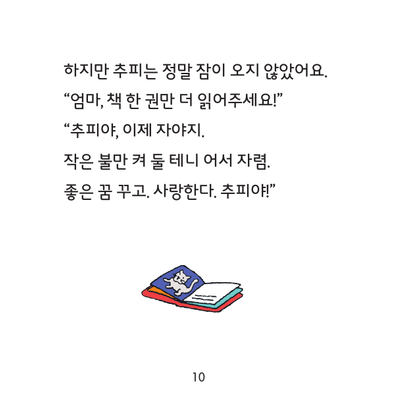 하지만 추피는 정말 잠이 오지 않았어요.
“엄마, 책 한 권만 더 읽어주세요!”
“추피야, 이제 자야지.
작은 불만 켜 둘 테니 어서 자렴.
좋은 꿈 꾸고. 사랑한다. 추피야!”
10